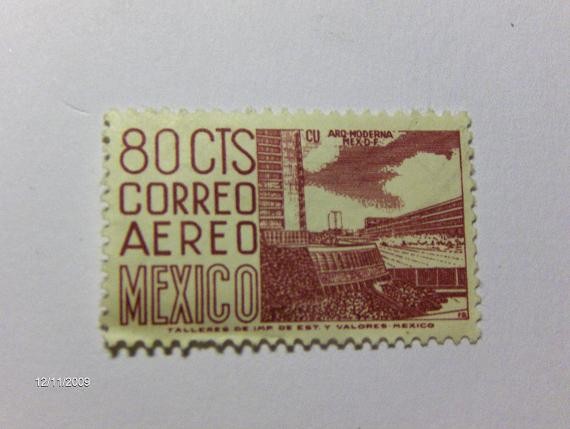 80 CTS
CORREO
AEREO
MEXICO
CU ARQ·MODERNA
MEX·D·F·
TALLERES DE IMP. DE EST. Y VALORES-MEXICO
12/11/2009